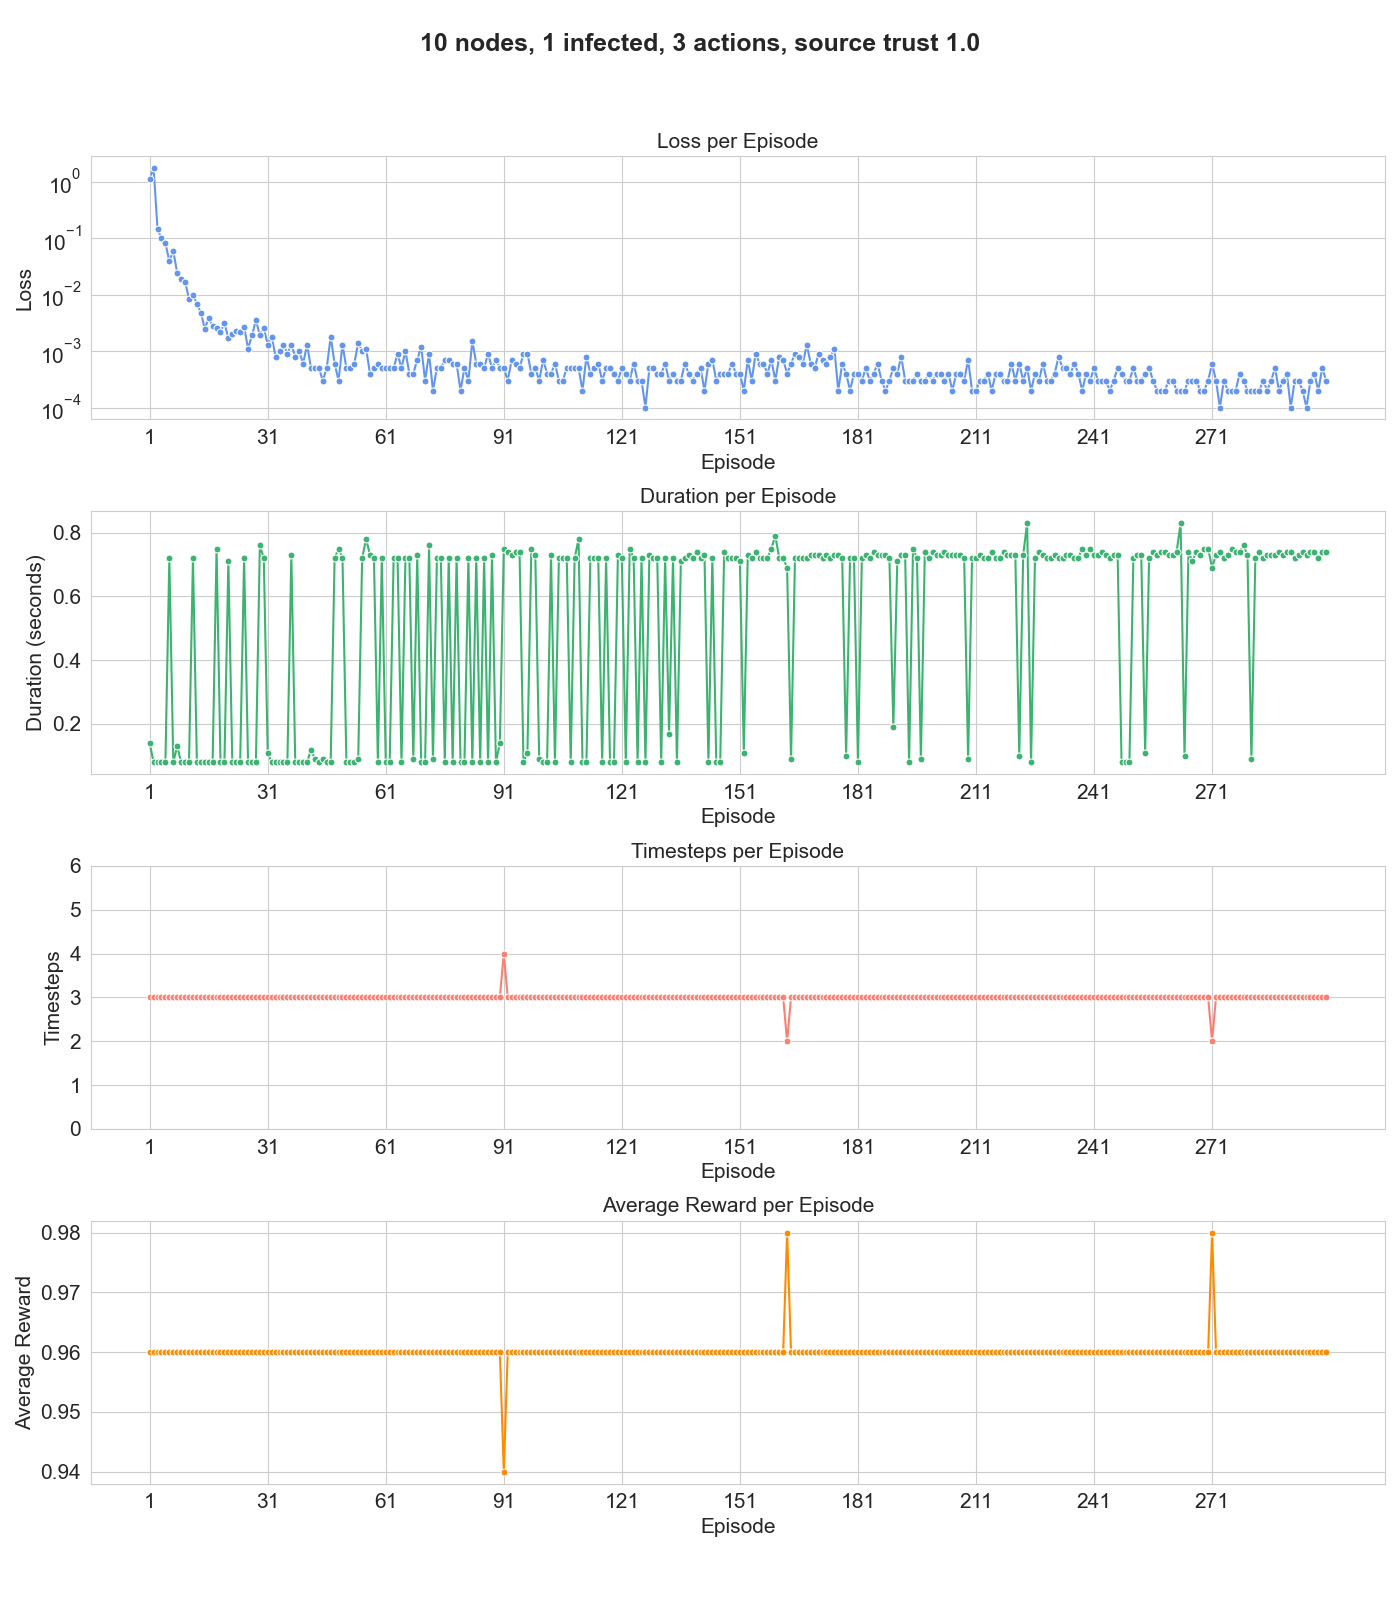 10 nodes, 1 infected, 3 actions, source trust 1.0
Loss per Episode
Loss
10^0
10^−1
10^−2
10^−3
10^−4
1 31 61 91 121 151 181 211 241 271
Episode
Duration per Episode
Duration (seconds)
0.8
0.6
0.4
0.2
1 31 61 91 121 151 181 211 241 271
Episode
Timesteps per Episode
Timesteps
6
5
4
3
2
1
0
1 31 61 91 121 151 181 211 241 271
Episode
Average Reward per Episode
Average Reward
0.98
0.97
0.96
0.95
0.94
1 31 61 91 121 151 181 211 241 271
Episode